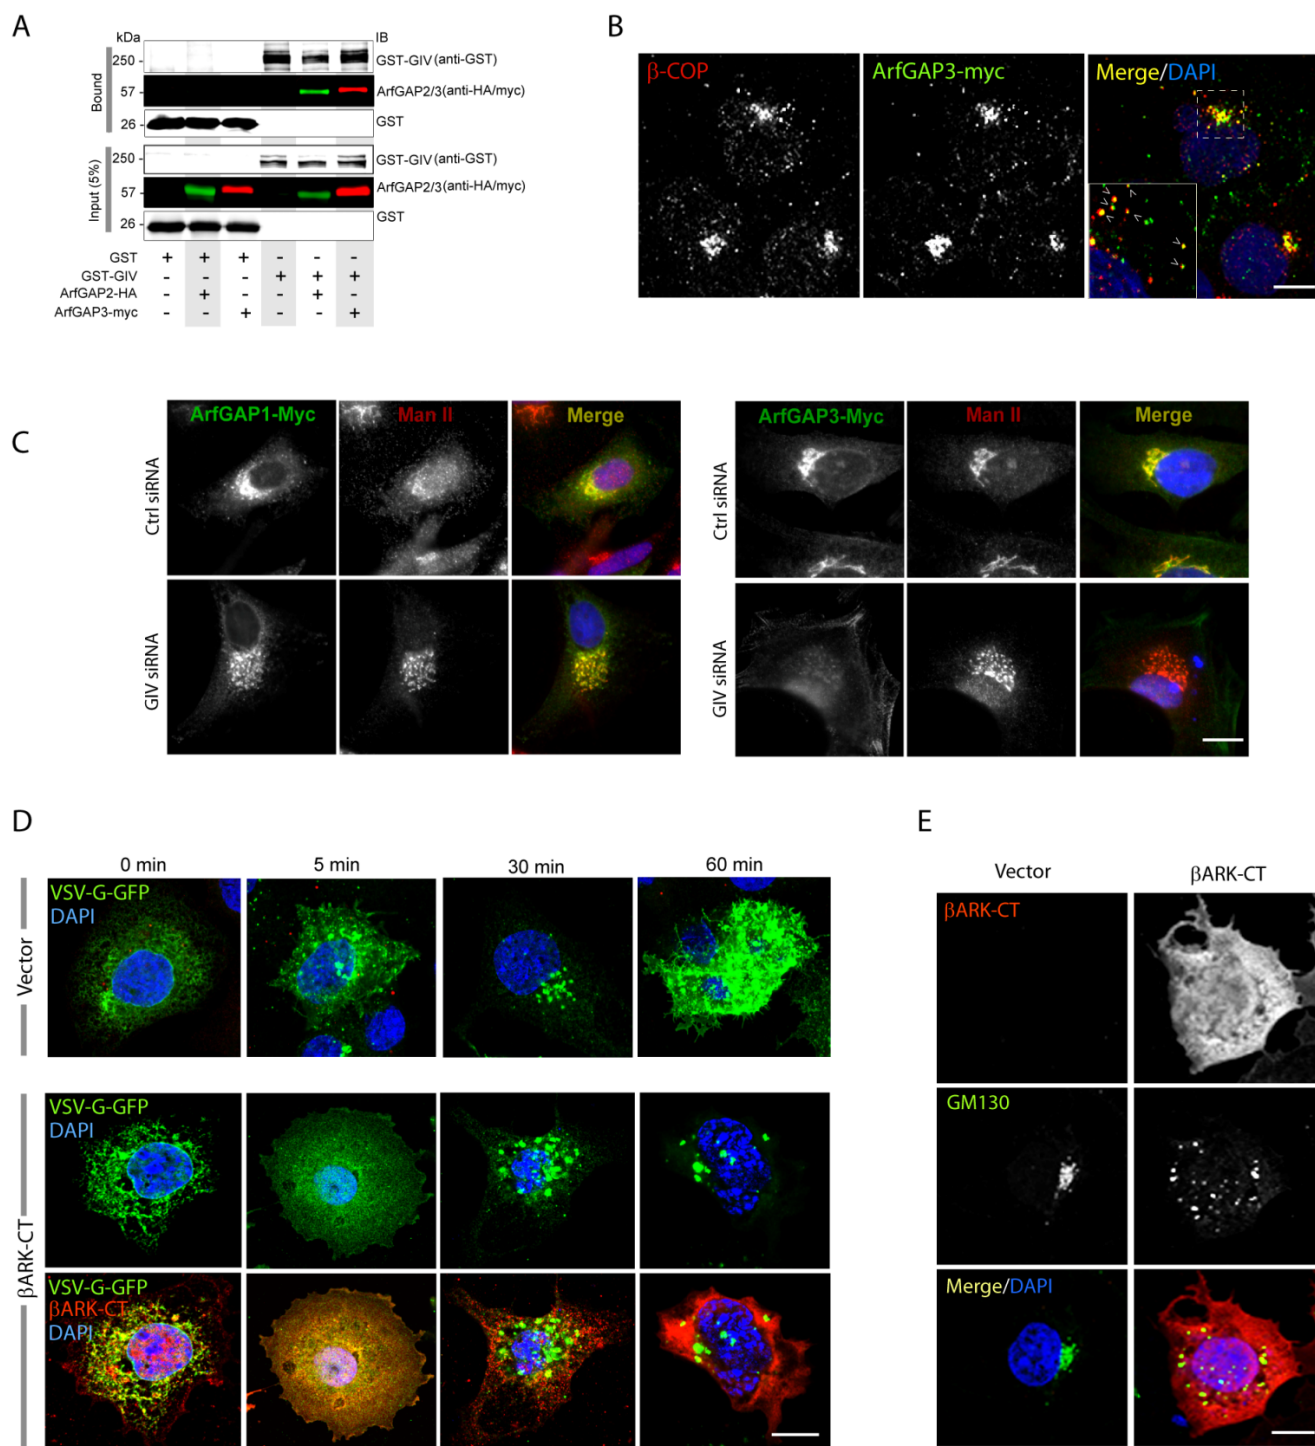 A
kDa
IB
Bound
250 -
GST-GIV (anti-GST)
57 -
ArfGAP2/3 (anti-HA/myc)
26 -
GST
Input (5%)
250 -
GST-GIV (anti-GST)
57 -
ArfGAP2/3 (anti-HA/myc)
26 -
GST
GST + + + - - -
GST-GIV - - - + + +
ArfGAP2-HA - + - - + -
ArfGAP3-myc - - + - - +
B
β-COP
ArfGAP3-myc
Merge/DAPI
C
ArfGAP1-Myc
Man II
Merge
Ctrl siRNA
GIV siRNA
ArfGAP3-Myc
Man II
Merge
Ctrl siRNA
GIV siRNA
D
0 min
5 min
30 min
60 min
Vector
VSV-G-GFP
DAPI
βARK-CT
VSV-G-GFP
DAPI
VSV-G-GFP
βARK-CT
DAPI
E
Vector
βARK-CT
βARK-CT
GM130
Merge/DAPI